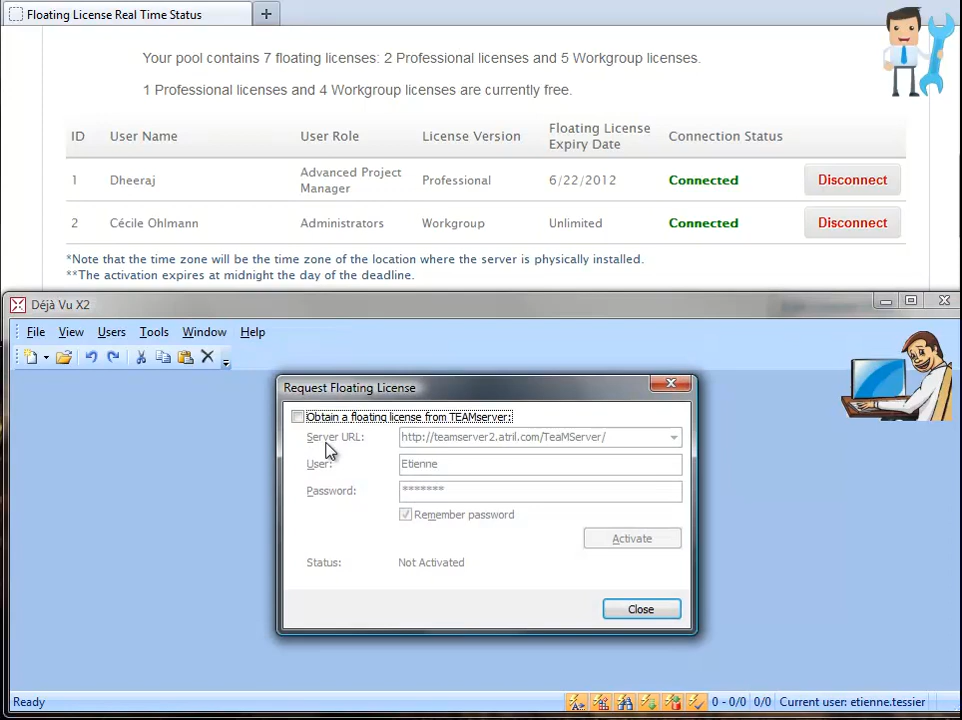 Floating License Real Time Status
+
Your pool contains 7 floating licenses: 2 Professional licenses and 5 Workgroup licenses.
1 Professional licenses and 4 Workgroup licenses are currently free.
ID User Name User Role License Version Floating License Expiry Date Connection Status
1 Dheeraj Advanced Project Manager Professional 6/22/2012 Connected Disconnect
2 Cécile Ohlmann Administrators Workgroup Unlimited Connected Disconnect
*Note that the time zone will be the time zone of the location where the server is physically installed.
**The activation expires at midnight the day of the deadline.
Déjà Vu X2
File View Users Tools Window Help
Request Floating License
Obtain a floating license from TEAMserver:
Server URL: http://teamserver2.atril.com/TeaMServer/
User: Etienne
Password: *******
Remember password
Activate
Status: Not Activated
Close
Ready 0 - 0/0 0/0 Current user: etienne.tessier